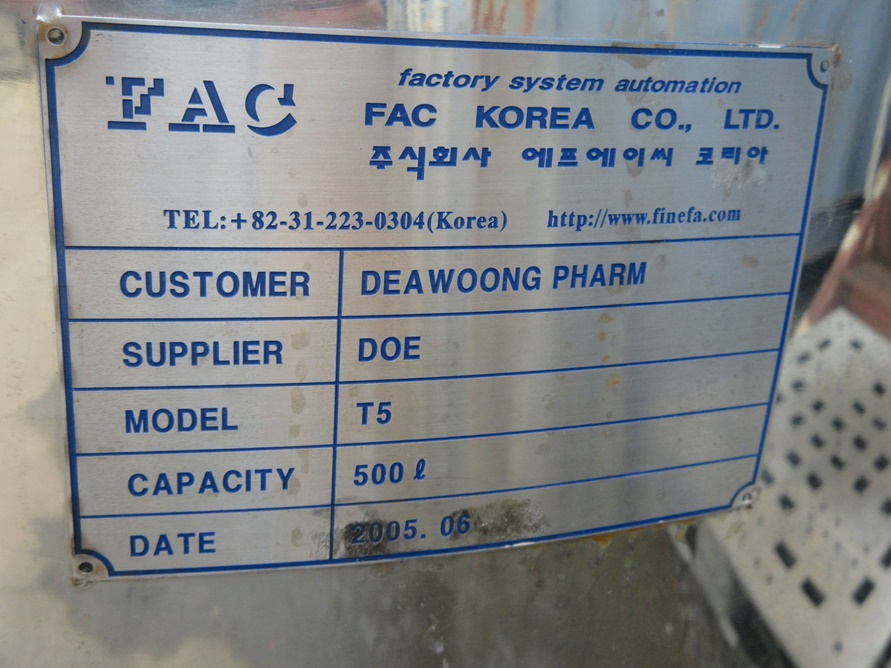 FAC
factory system automation
FAC KOREA CO., LTD.
주식회사 에프에이씨 코리아
TEL:+82-31-223-0304(Korea) http://www.finefa.com
CUSTOMER DEAWOONG PHARM
SUPPLIER DOE
MODEL T5
CAPACITY 500 ℓ
DATE 2005. 06